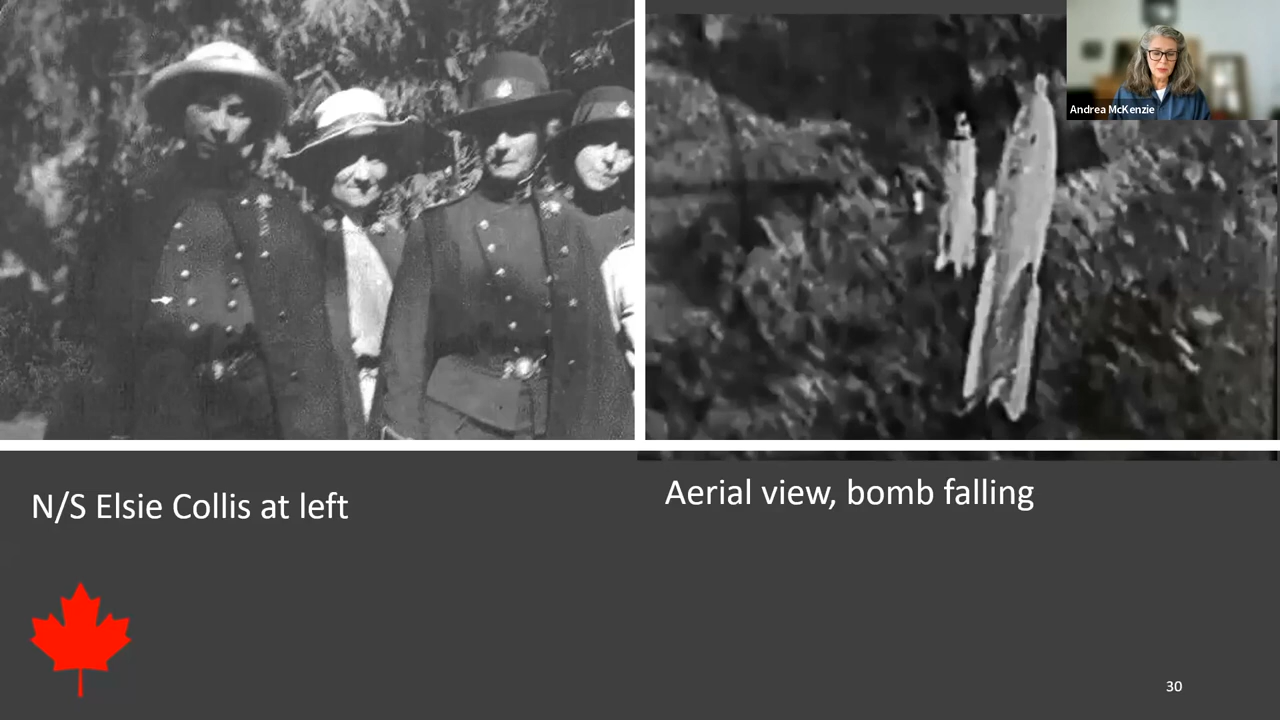 Andrea McKenzie
N/S Elsie Collis at left
Aerial view, bomb falling
30